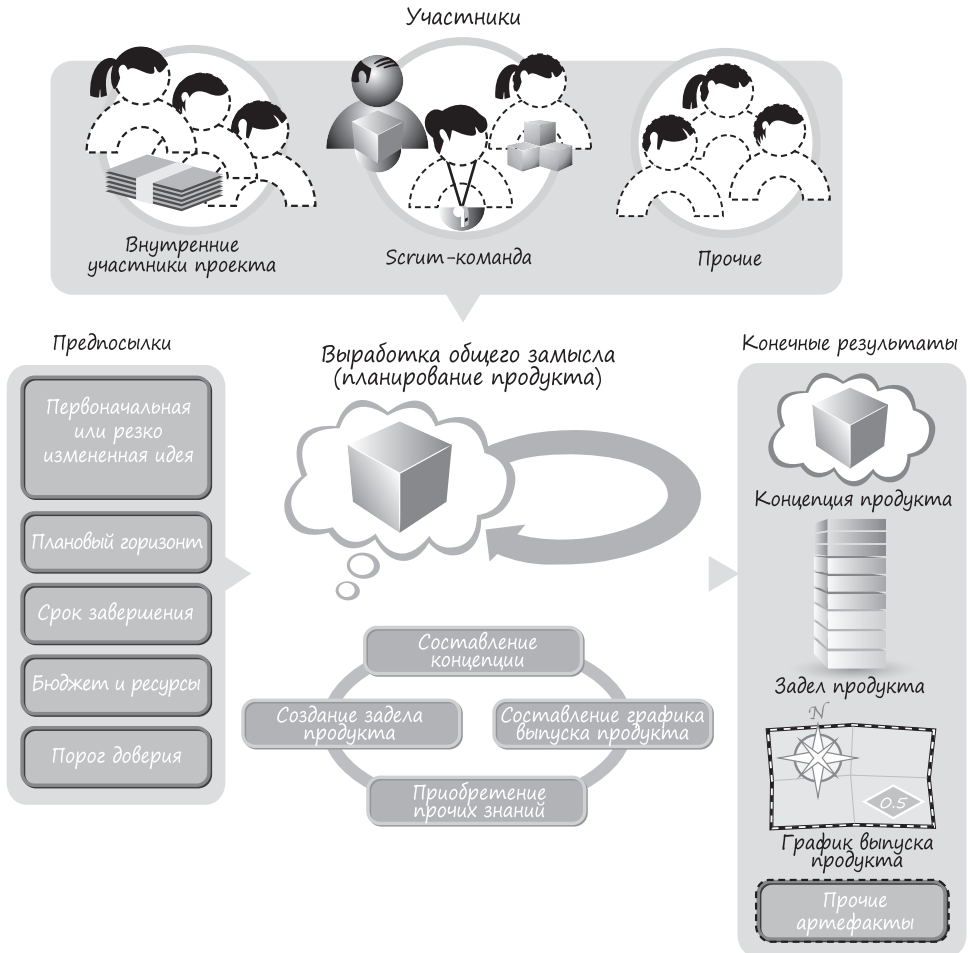 Участники
Внутренние
участники проекта
Scrum-команда
Прочие
Предпосылки
Первоначальная
или резко
измененная идея
Плановый горизонт
Срок завершения
Бюджет и ресурсы
Порог доверия
Выработка общего замысла
(планирование продукта)
Составление
концепции
Создание задела
продукта
Составление графика
выпуска продукта
Приобретение
прочих знаний
Конечные результаты
Концепция продукта
Задел продукта
N
0.5
График выпуска
продукта
Прочие
артефакты